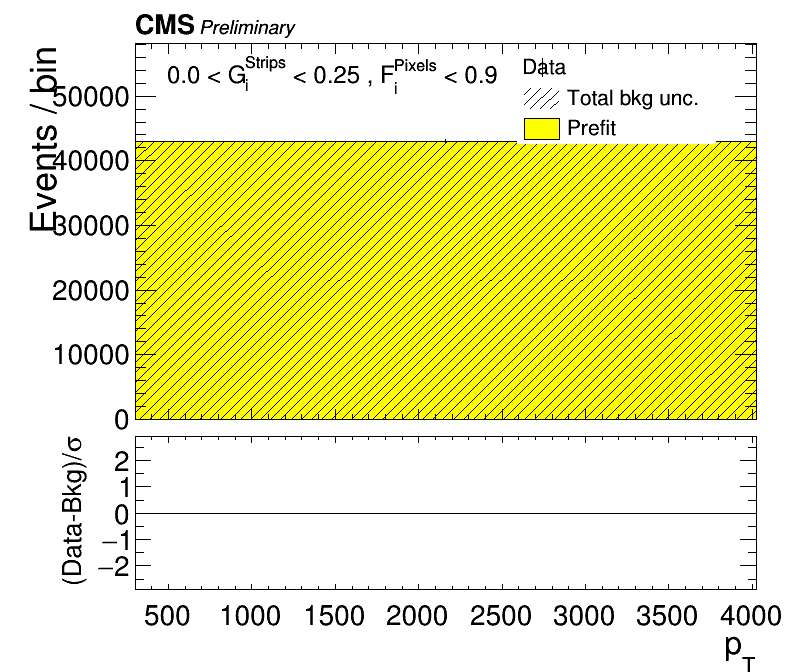 CMS Preliminary
0.0 < G_i^Strips < 0.25 , F_i^Pixels < 0.9
Data
Total bkg unc.
Prefit
Events / bin
50000
40000
30000
20000
10000
0
(Data-Bkg)/σ
2
1
0
−1
−2
500 1000 1500 2000 2500 3000 3500 4000
p_T